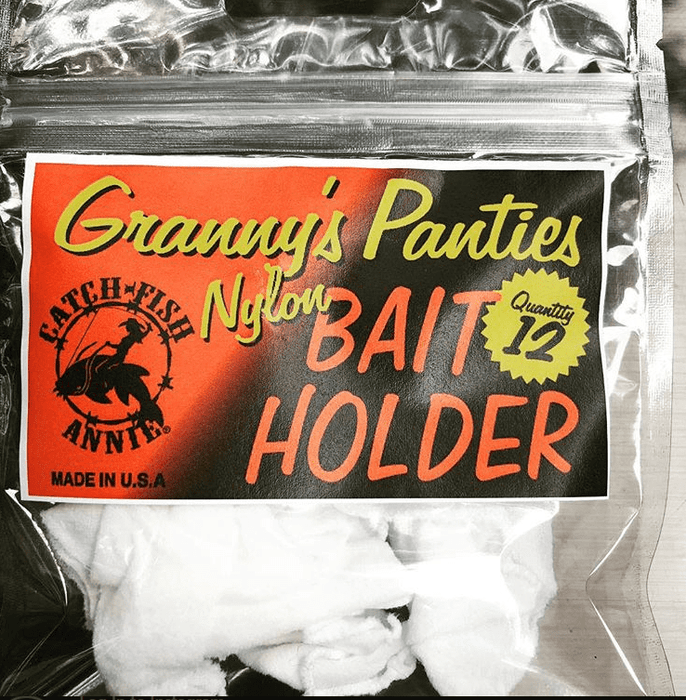 Granny's Panties
Nylon
BAIT
HOLDER
Quantity
12
CATCH-FISH
ANNIE®
MADE IN U.S.A